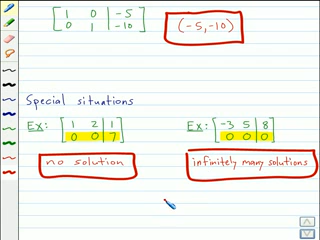 [ 1 0 | -5 ]
[ 0 1 | -10 ]
(-5, -10)
Special situations
Ex: [ 1 2 | 1 ]
[ 0 0 | 7 ]
no solution
Ex: [ -3 5 | 8 ]
[ 0 0 | 0 ]
infinitely many solutions